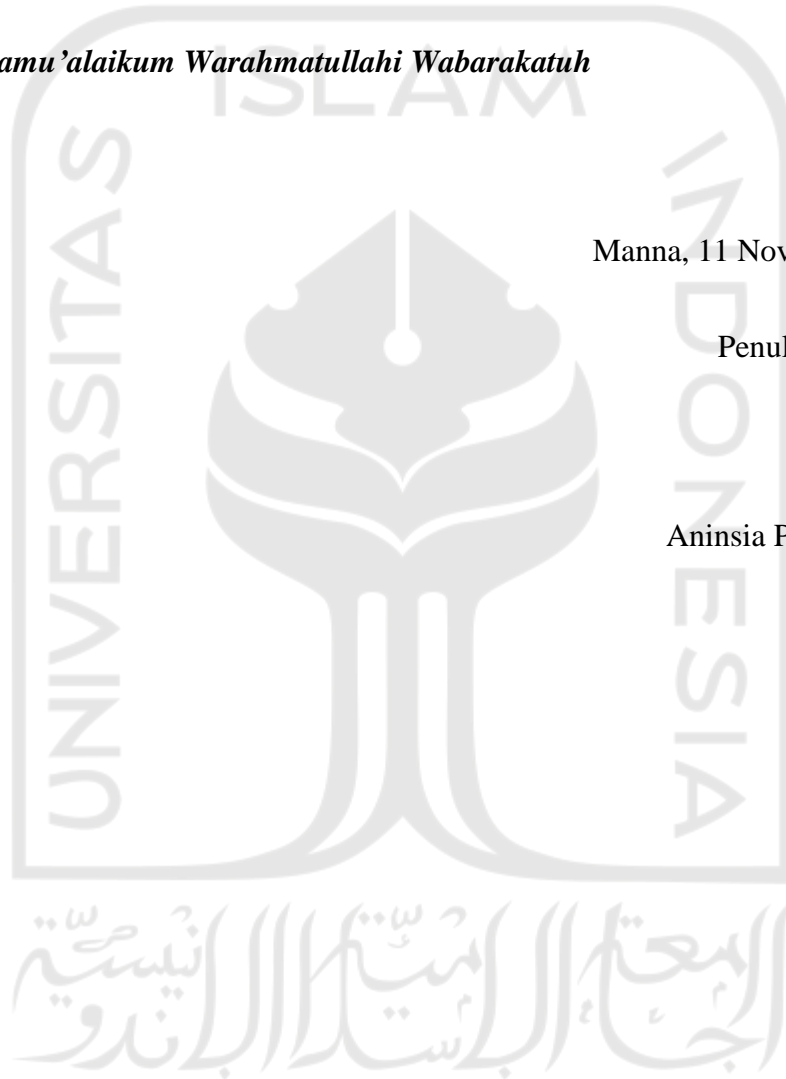 amu’alaikum Warahmatullahi Wabarakatuh
ISLAM
UNIVERSITAS
INDONESIA
Manna, 11 Nov
Penul
Aninsia P